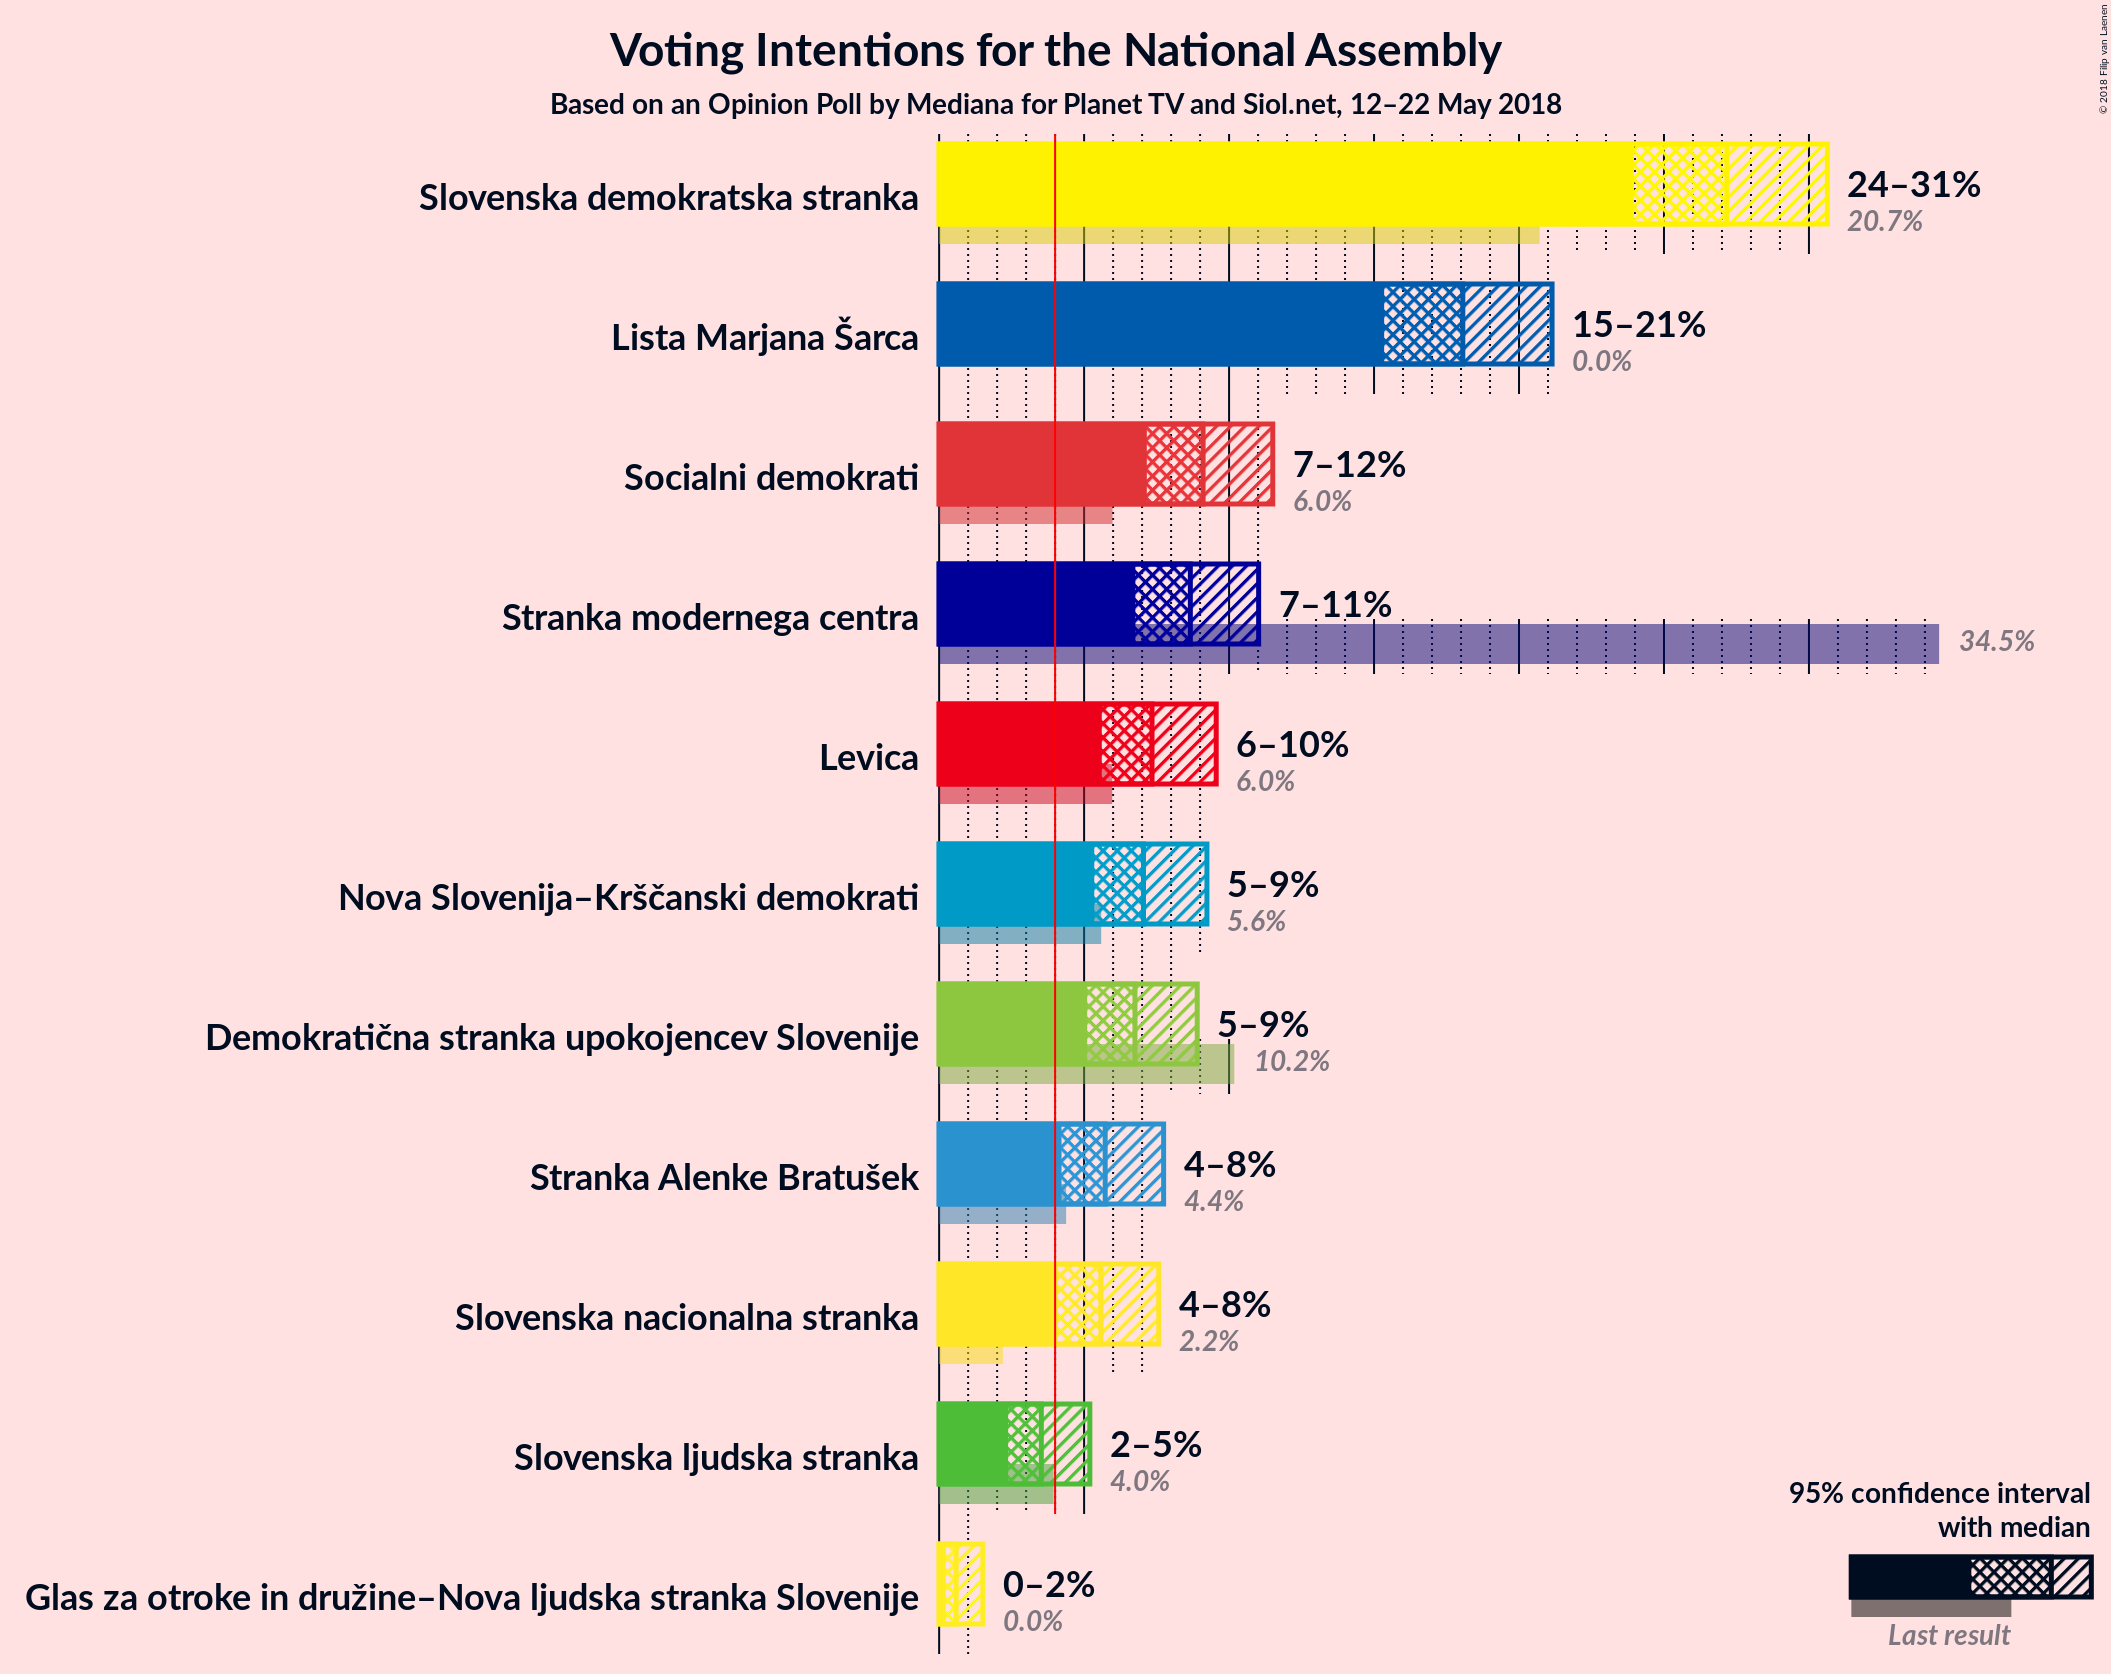 Voting Intentions for the National Assembly
Based on an Opinion Poll by Mediana for Planet TV and Siol.net, 12–22 May 2018
© 2018 Filip van Laenen
Slovenska demokratska stranka
24–31%
20.7%
Lista Marjana Šarca
15–21%
0.0%
Socialni demokrati
7–12%
6.0%
Stranka modernega centra
7–11%
34.5%
Levica
6–10%
6.0%
Nova Slovenija–Krščanski demokrati
5–9%
5.6%
Demokratična stranka upokojencev Slovenije
5–9%
10.2%
Stranka Alenke Bratušek
4–8%
4.4%
Slovenska nacionalna stranka
4–8%
2.2%
Slovenska ljudska stranka
2–5%
4.0%
Glas za otroke in družine–Nova ljudska stranka Slovenije
0–2%
0.0%
95% confidence interval
with median
Last result